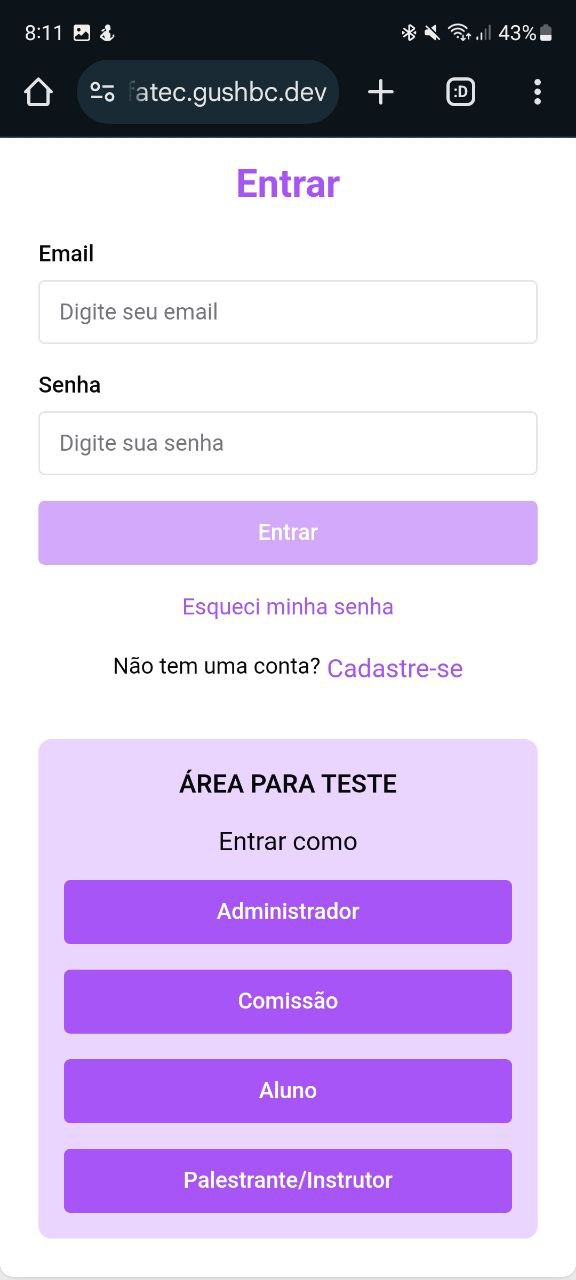 8:11 43%
fatec.gushbc.dev :D
Entrar
Email
Digite seu email
Senha
Digite sua senha
Entrar
Esqueci minha senha
Não tem uma conta? Cadastre-se
ÁREA PARA TESTE
Entrar como
Administrador
Comissão
Aluno
Palestrante/Instrutor